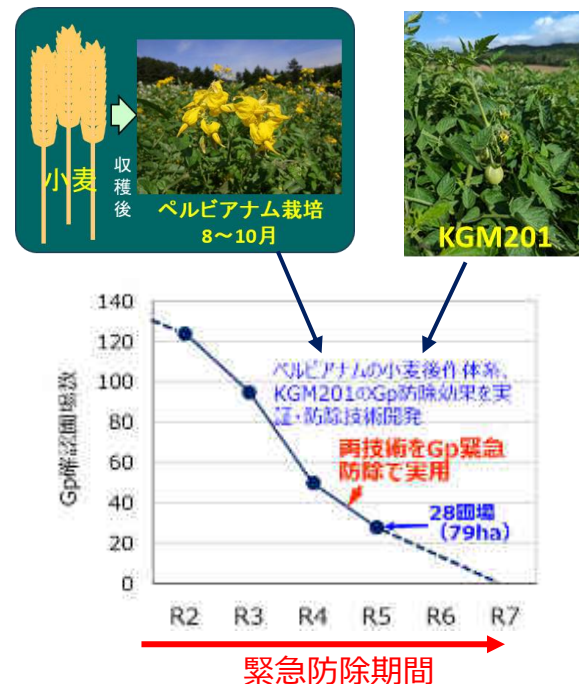 小麦
収穫後
ペルビアナム栽培
8〜10月
KGM201
Gp確認圃場数
140
120
100
80
60
40
20
0
ペルビアナムの小麦後作体系、
KGM201のGp防除効果を実
証・防除技術開発
両技術をGp緊急
防除で実用
28圃場
(79ha)
R2 R3 R4 R5 R6 R7
緊急防除期間